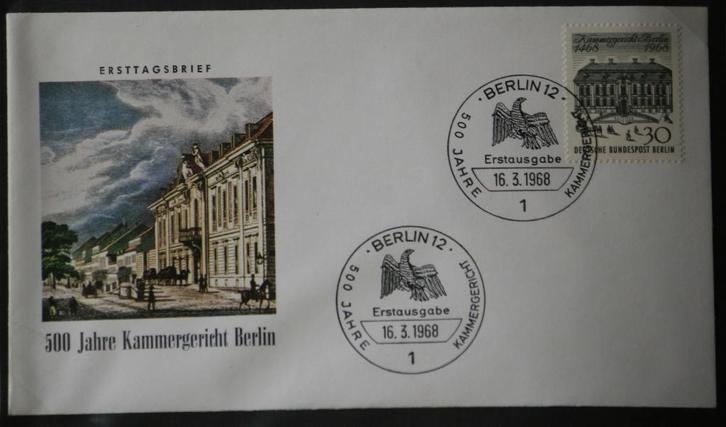 ERSTTAGSBRIEF
500 Jahre Kammergericht Berlin
Kammergericht Berlin
1468 1968
30
DEUTSCHE BUNDESPOST BERLIN
· BERLIN 12 ·
500 JAHRE KAMMERGERICHT
Erstausgabe
16.3.1968
1
· BERLIN 12 ·
500 JAHRE KAMMERGERICHT
Erstausgabe
16.3.1968
1